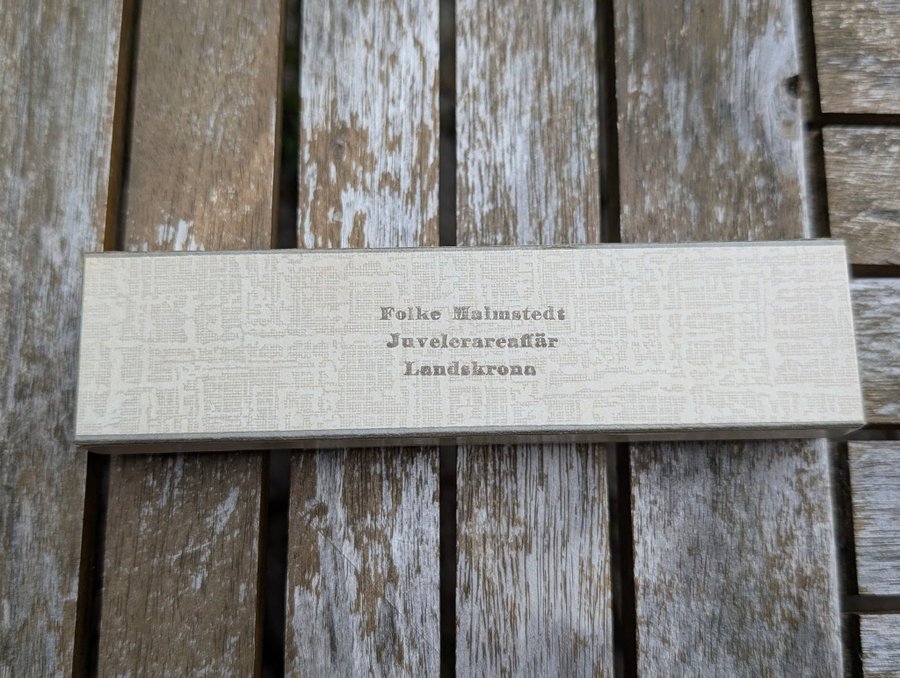 Folke Malmstedt
Juvelerareaffär
Landskrona